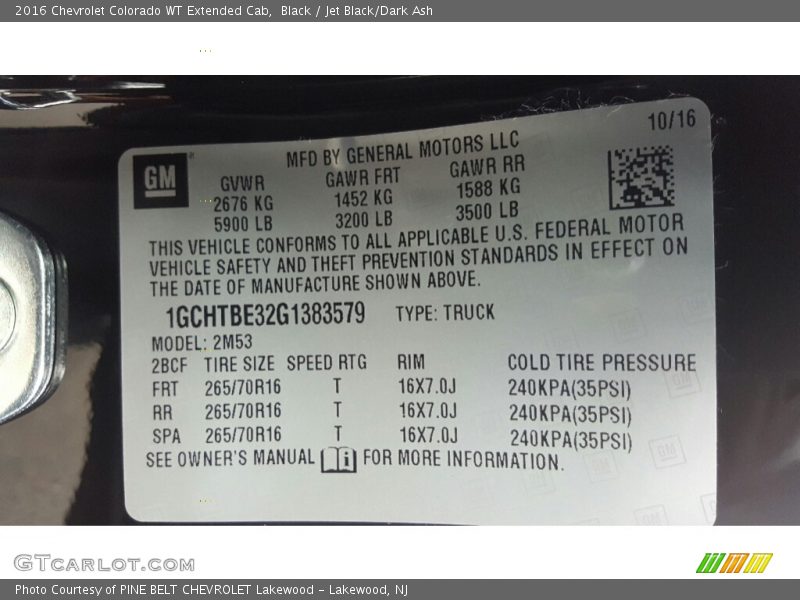 2016 Chevrolet Colorado WT Extended Cab,  Black / Jet Black/Dark Ash
10/16
GM
MFD BY GENERAL MOTORS LLC
GVWR GAWR FRT GAWR RR
2676 KG 1452 KG 1588 KG
5900 LB 3200 LB 3500 LB
THIS VEHICLE CONFORMS TO ALL APPLICABLE U.S. FEDERAL MOTOR
VEHICLE SAFETY AND THEFT PREVENTION STANDARDS IN EFFECT ON
THE DATE OF MANUFACTURE SHOWN ABOVE.
1GCHTBE32G1383579 TYPE: TRUCK
MODEL: 2M53
2BCF TIRE SIZE SPEED RTG RIM COLD TIRE PRESSURE
FRT 265/70R16 T 16X7.0J 240KPA(35PSI)
RR 265/70R16 T 16X7.0J 240KPA(35PSI)
SPA 265/70R16 T 16X7.0J 240KPA(35PSI)
SEE OWNER'S MANUAL FOR MORE INFORMATION.
GTCARLOT.COM
Photo Courtesy of PINE BELT CHEVROLET Lakewood - Lakewood, NJ